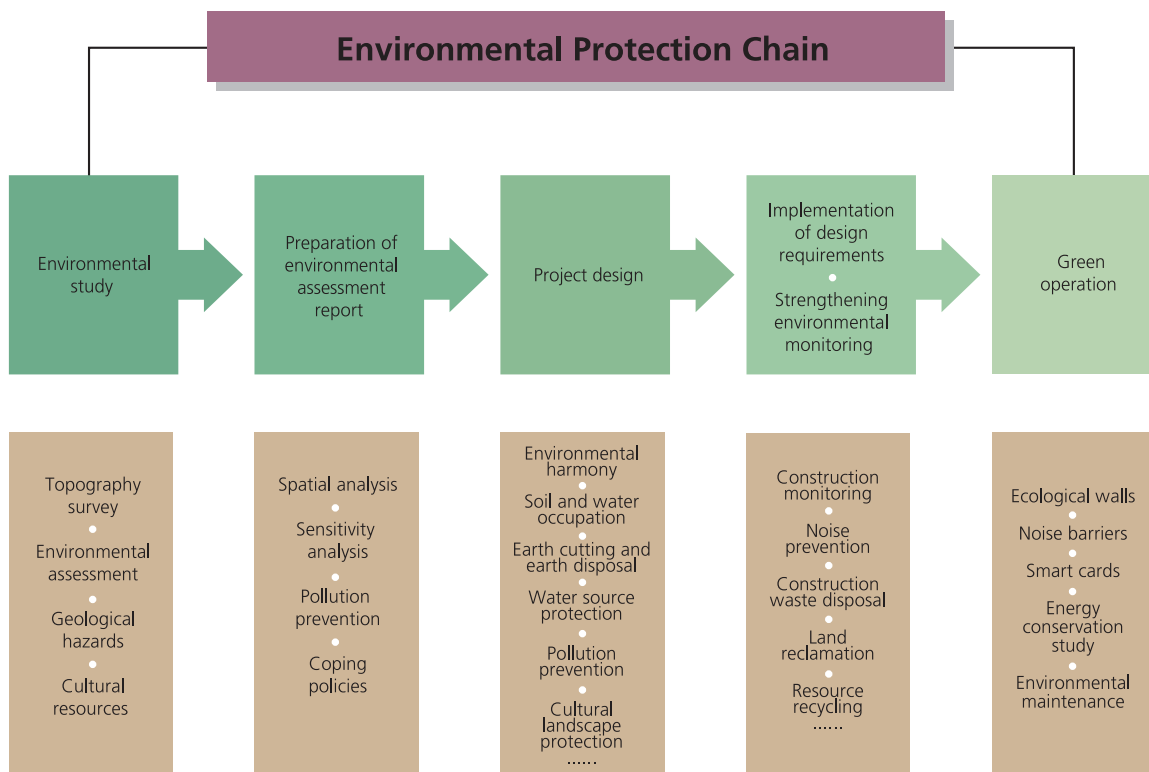 Environmental Protection Chain
Environmental
study
Preparation of
environmental
assessment
report
Project design
Implementation
of design
requirements
Strengthening
environmental
monitoring
Green
operation
Topography
survey
Environmental
assessment
Geological
hazards
Cultural
resources
Spatial analysis
Sensitivity
analysis
Pollution
prevention
Coping
policies
Environmental
harmony
Soil and water
occupation
Earth cutting and
earth disposal
Water source
protection
Pollution
prevention
Cultural
landscape
protection
......
Construction
monitoring
Noise
prevention
Construction
waste disposal
Land
reclamation
Resource
recycling
......
Ecological walls
Noise barriers
Smart cards
Energy
conservation
study
Environmental
maintenance